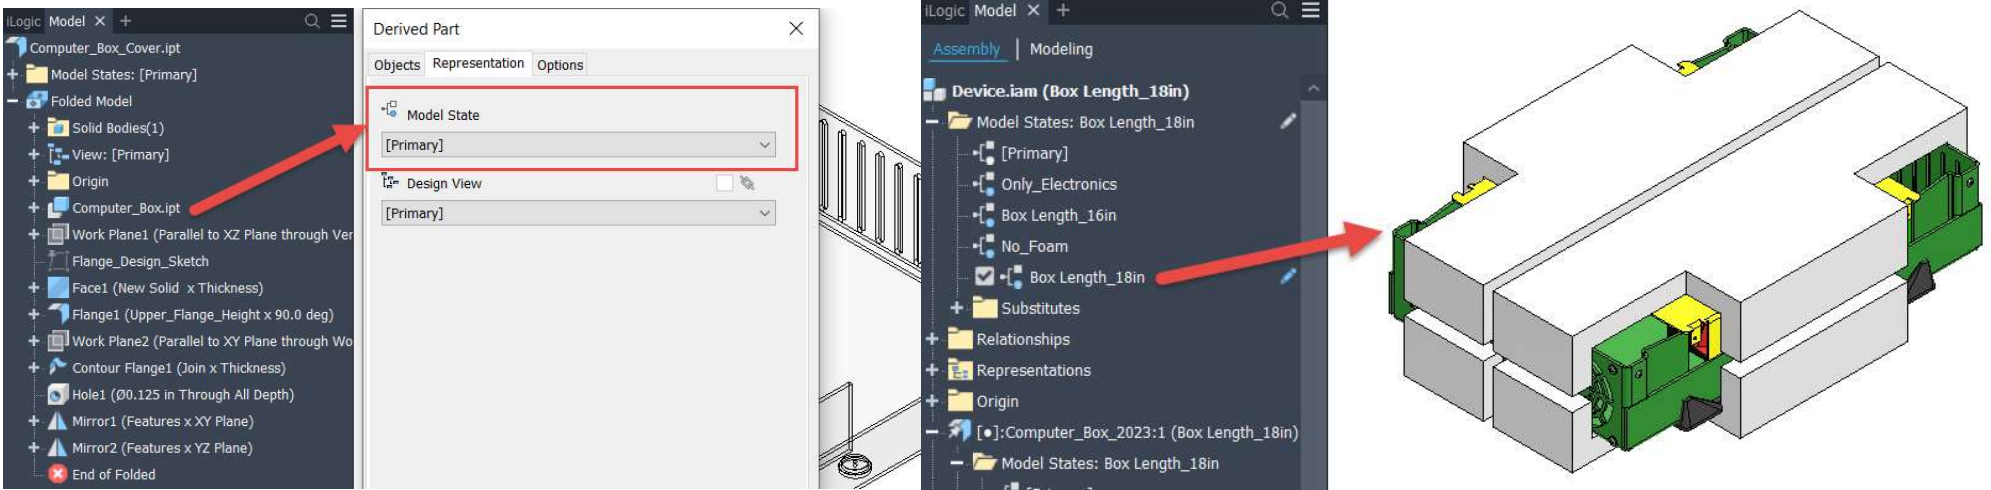 iLogic Model × +
Computer_Box_Cover.ipt
Model States: [Primary]
Folded Model
Solid Bodies(1)
View: [Primary]
Origin
Computer_Box.ipt
Work Plane1 (Parallel to XZ Plane through Ver
Flange_Design_Sketch
Face1 (New Solid x Thickness)
Flange1 (Upper_Flange_Height x 90.0 deg)
Work Plane2 (Parallel to XY Plane through Wo
Contour Flange1 (Join x Thickness)
Hole1 (Ø0.125 in Through All Depth)
Mirror1 (Features x XY Plane)
Mirror2 (Features x YZ Plane)
End of Folded
Derived Part
Objects Representation Options
Model State
[Primary]
Design View
[Primary]
iLogic Model × +
Assembly | Modeling
Device.iam (Box Length_18in)
Model States: Box Length_18in
[Primary]
Only_Electronics
Box Length_16in
No_Foam
Box Length_18in
Substitutes
Relationships
Representations
Origin
[•]:Computer_Box_2023:1 (Box Length_18in)
Model States: Box Length_18in